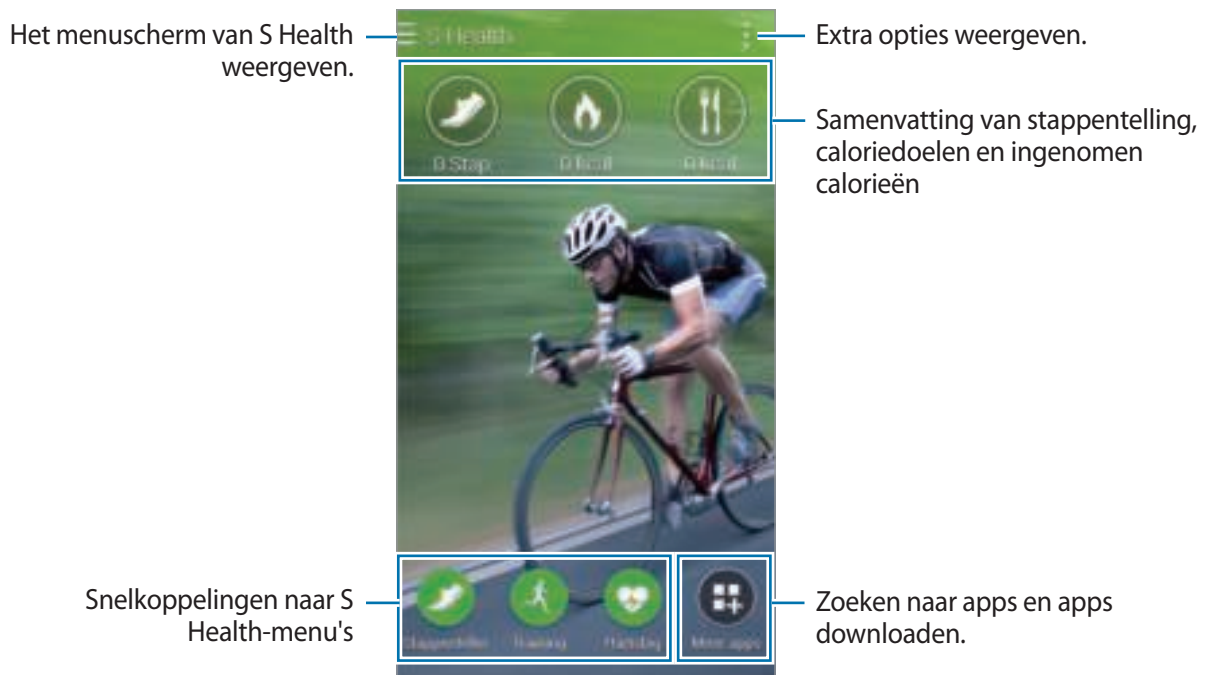 Het menuscherm van S Health
weergeven.
S Health
Extra opties weergeven.
0 Stap...
0 kcal
0 kcal
Samenvatting van stappentelling,
caloriedoelen en ingenomen
calorieën
Snelkoppelingen naar S
Health-menu's
Stappenteller
Training
Hartslag
Meer apps
Zoeken naar apps en apps
downloaden.